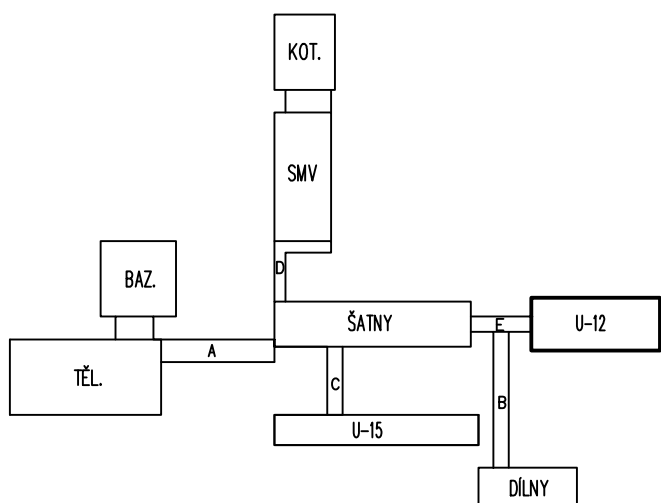 KOT.
SMV
D
BAZ.
ŠATNY
E
U-12
A
TĚL.
C
B
U-15
DÍLNY